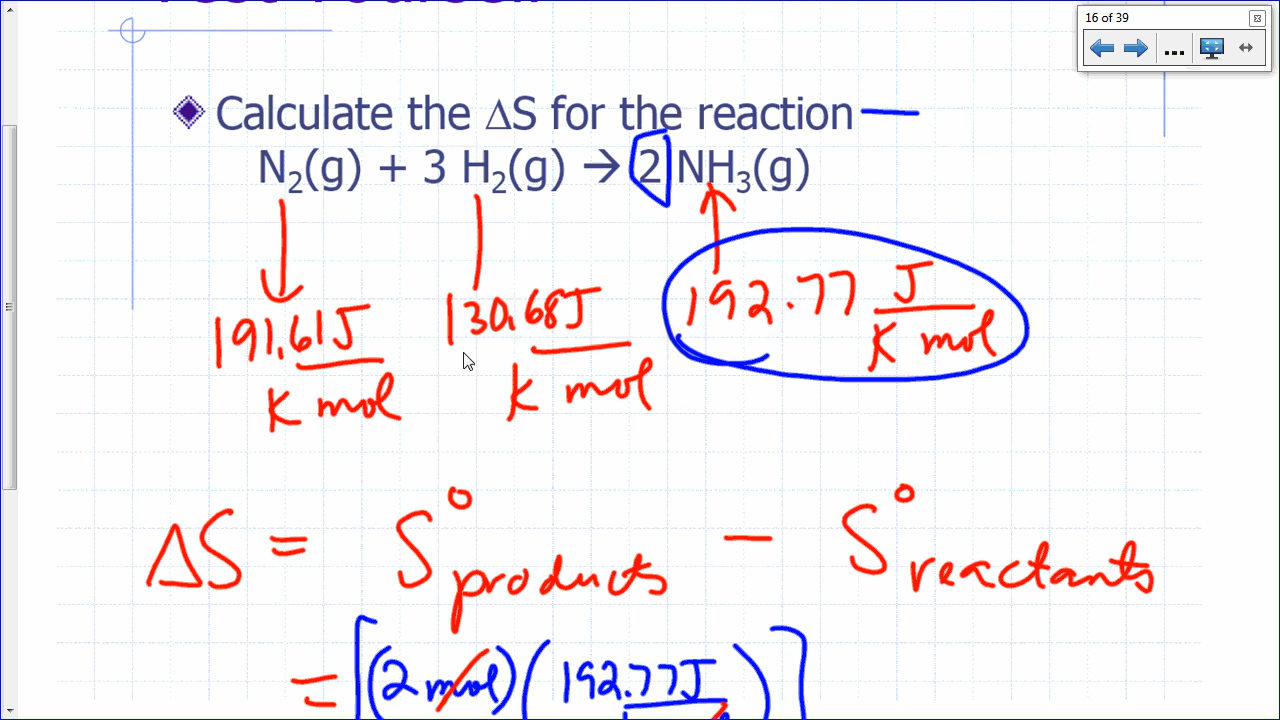 16 of 39
Calculate the ΔS for the reaction —
N₂(g) + 3 H₂(g) → 2 NH₃(g)
191.61J 130.68J 192.77 J
K mol K mol K mol
ΔS = S° products — S° reactants
= [(2 mol) (192.77J)]